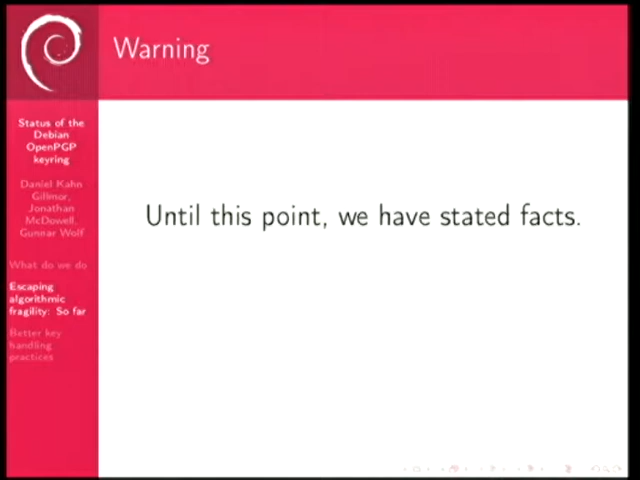 Warning
Status of the
Debian
OpenPGP
keyring
Daniel Kahn
Gillmor,
Jonathan
McDowell,
Gunnar Wolf
What do we do
Escaping
algorithmic
fragility: So far
Better key
handling
practices
Until this point, we have stated facts.